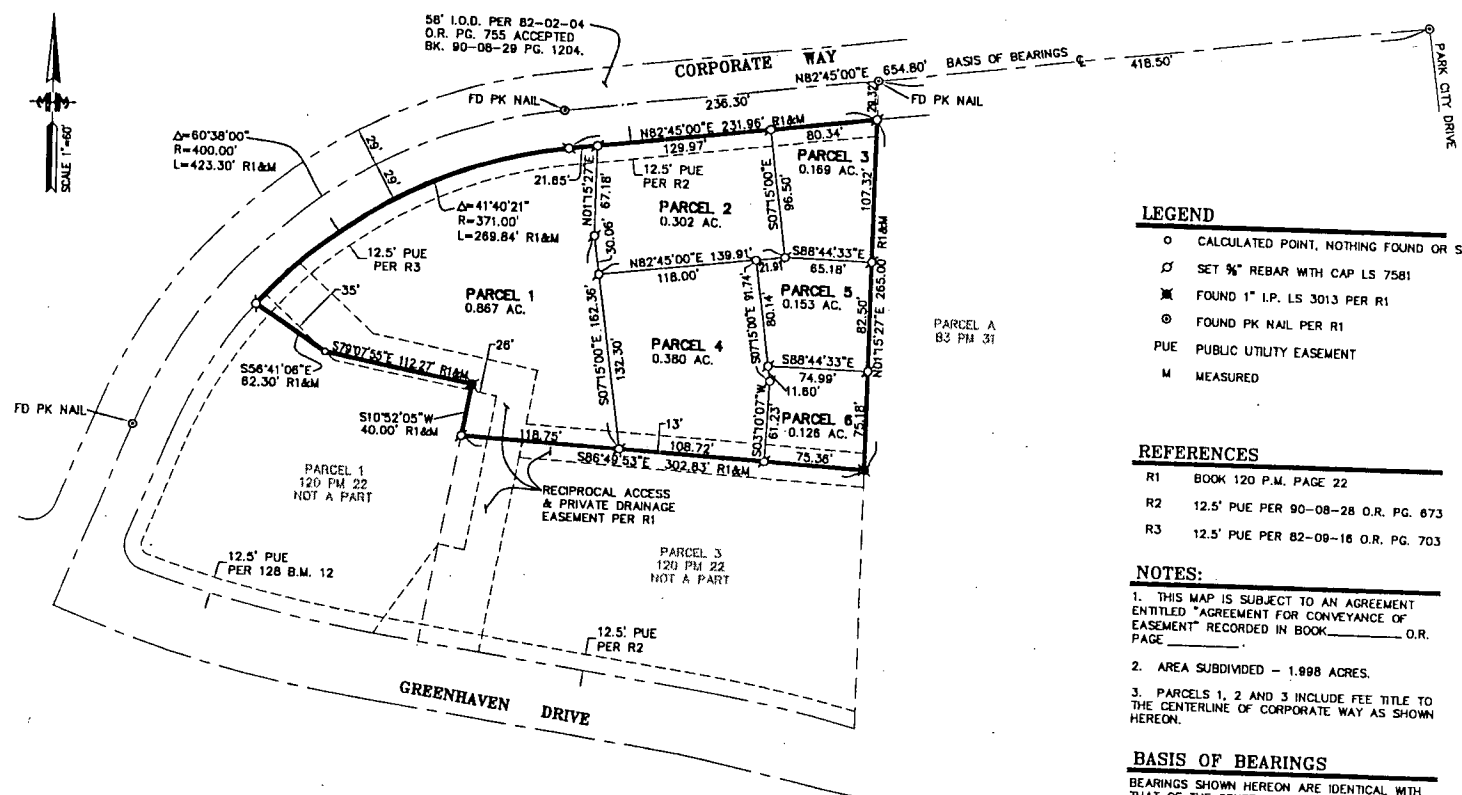 58' I.O.D. PER 82-02-04
O.R. PG. 755 ACCEPTED
BK. 90-08-29 PG. 1204.
CORPORATE WAY
N82°45'00"E 654.80'
BASIS OF BEARINGS
℄
418.50'
PARK CITY DRIVE
FD PK NAIL
236.30'
FD PK NAIL
29.32'
SCALE 1"=60'
Δ=60°38'00"
R=400.00'
L=423.30' R1&M
29'
29'
N82°45'00"E 231.96' R1&M
129.97'
80.34'
21.65'
12.5' PUE
PER R2
PARCEL 3
0.169 AC.
107.32'
N01°15'27"E
67.18'
PARCEL 2
0.302 AC.
S07°15'00"E
96.50'
Δ=41°40'21"
R=371.00'
L=269.84' R1&M
12.5' PUE
PER R3
30.06'
N82°45'00"E 139.91'
118.00'
21.91'
S88°44'33"E
65.18'
N01°15'27"E 265.00' R1&M
PARCEL 1
0.867 AC.
35'
S07°15'00"E 162.36'
132.30'
S07°15'00"E 91.74'
80.14'
PARCEL 5
0.153 AC.
82.50'
PARCEL A
83 PM 31
PARCEL 4
0.380 AC.
S79°07'55"E 112.27' R1&M
26'
S56°41'06"E
62.30' R1&M
S88°44'33"E
74.99'
11.60'
FD PK NAIL
S10°52'05"W
40.00' R1&M
S03°10'07"W
61.23'
PARCEL 6
0.126 AC.
75.18'
118.75'
13'
108.72'
75.36'
S86°49'53"E 302.83' R1&M
PARCEL 1
120 PM 22
NOT A PART
RECIPROCAL ACCESS
& PRIVATE DRAINAGE
EASEMENT PER R1
PARCEL 3
120 PM 22
NOT A PART
12.5' PUE
PER 128 B.M. 12
12.5' PUE
PER R2
GREENHAVEN DRIVE
LEGEND
CALCULATED POINT, NOTHING FOUND OR S
SET ⅝" REBAR WITH CAP LS 7581
FOUND 1" I.P. LS 3013 PER R1
FOUND PK NAIL PER R1
PUE PUBLIC UTILITY EASEMENT
M MEASURED
REFERENCES
R1 BOOK 120 P.M. PAGE 22
R2 12.5' PUE PER 90-08-28 O.R. PG. 673
R3 12.5' PUE PER 82-09-16 O.R. PG. 703
NOTES:
1. THIS MAP IS SUBJECT TO AN AGREEMENT
ENTITLED "AGREEMENT FOR CONVEYANCE OF
EASEMENT" RECORDED IN BOOK__________ O.R.
PAGE __________.
2. AREA SUBDIVIDED - 1.998 ACRES.
3. PARCELS 1, 2 AND 3 INCLUDE FEE TITLE TO
THE CENTERLINE OF CORPORATE WAY AS SHOWN
HEREON.
BASIS OF BEARINGS
BEARINGS SHOWN HEREON ARE IDENTICAL WITH